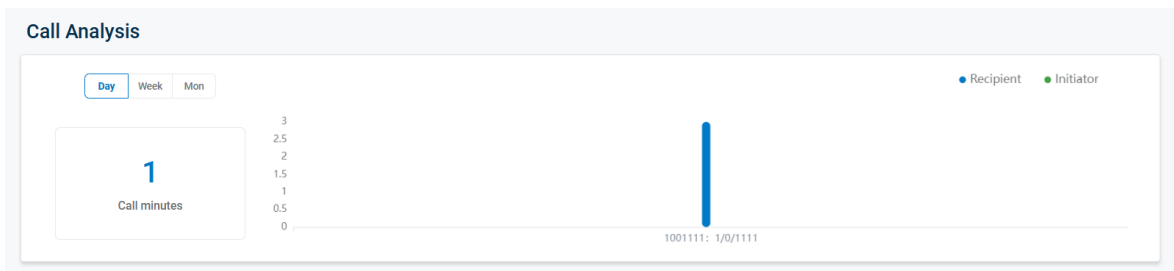 Call Analysis
Day Week Mon
Recipient Initiator
1
Call minutes
3
2.5
2
1.5
1
0.5
0
1001111: 1/0/1111